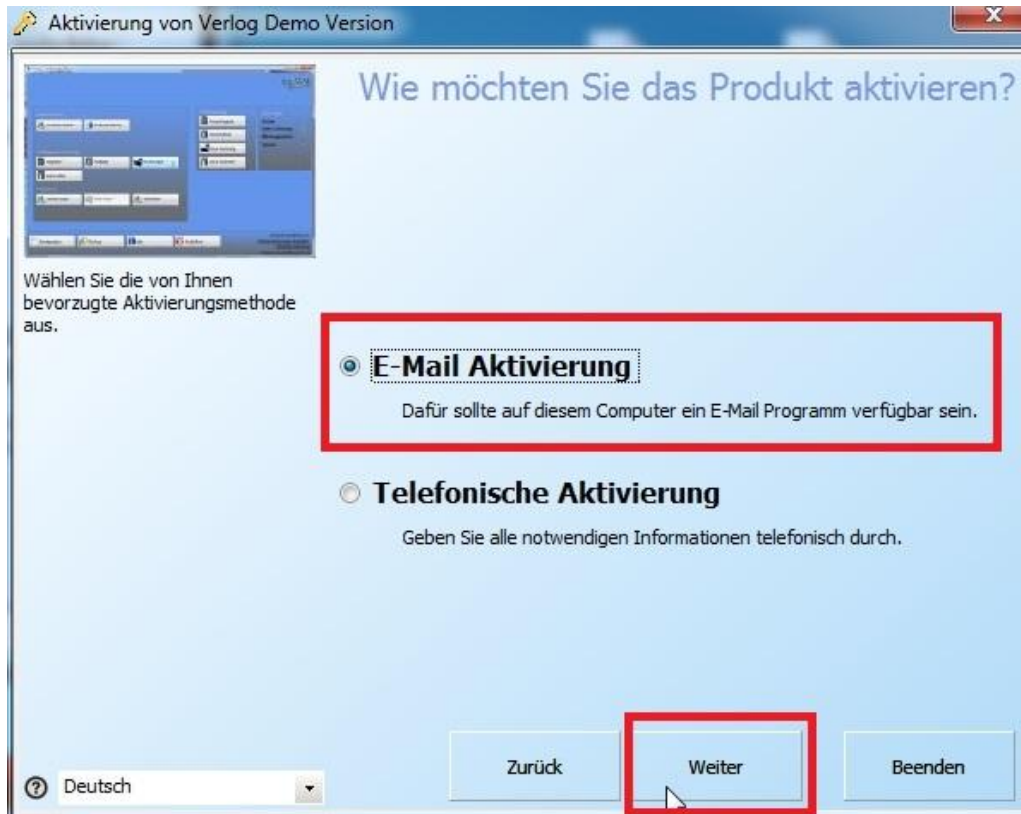 Aktivierung von Verlog Demo Version
Wie möchten Sie das Produkt aktivieren?
Wählen Sie die von Ihnen
bevorzugte Aktivierungsmethode
aus.
E-Mail Aktivierung
Dafür sollte auf diesem Computer ein E-Mail Programm verfügbar sein.
Telefonische Aktivierung
Geben Sie alle notwendigen Informationen telefonisch durch.
Zurück Weiter Beenden
Deutsch